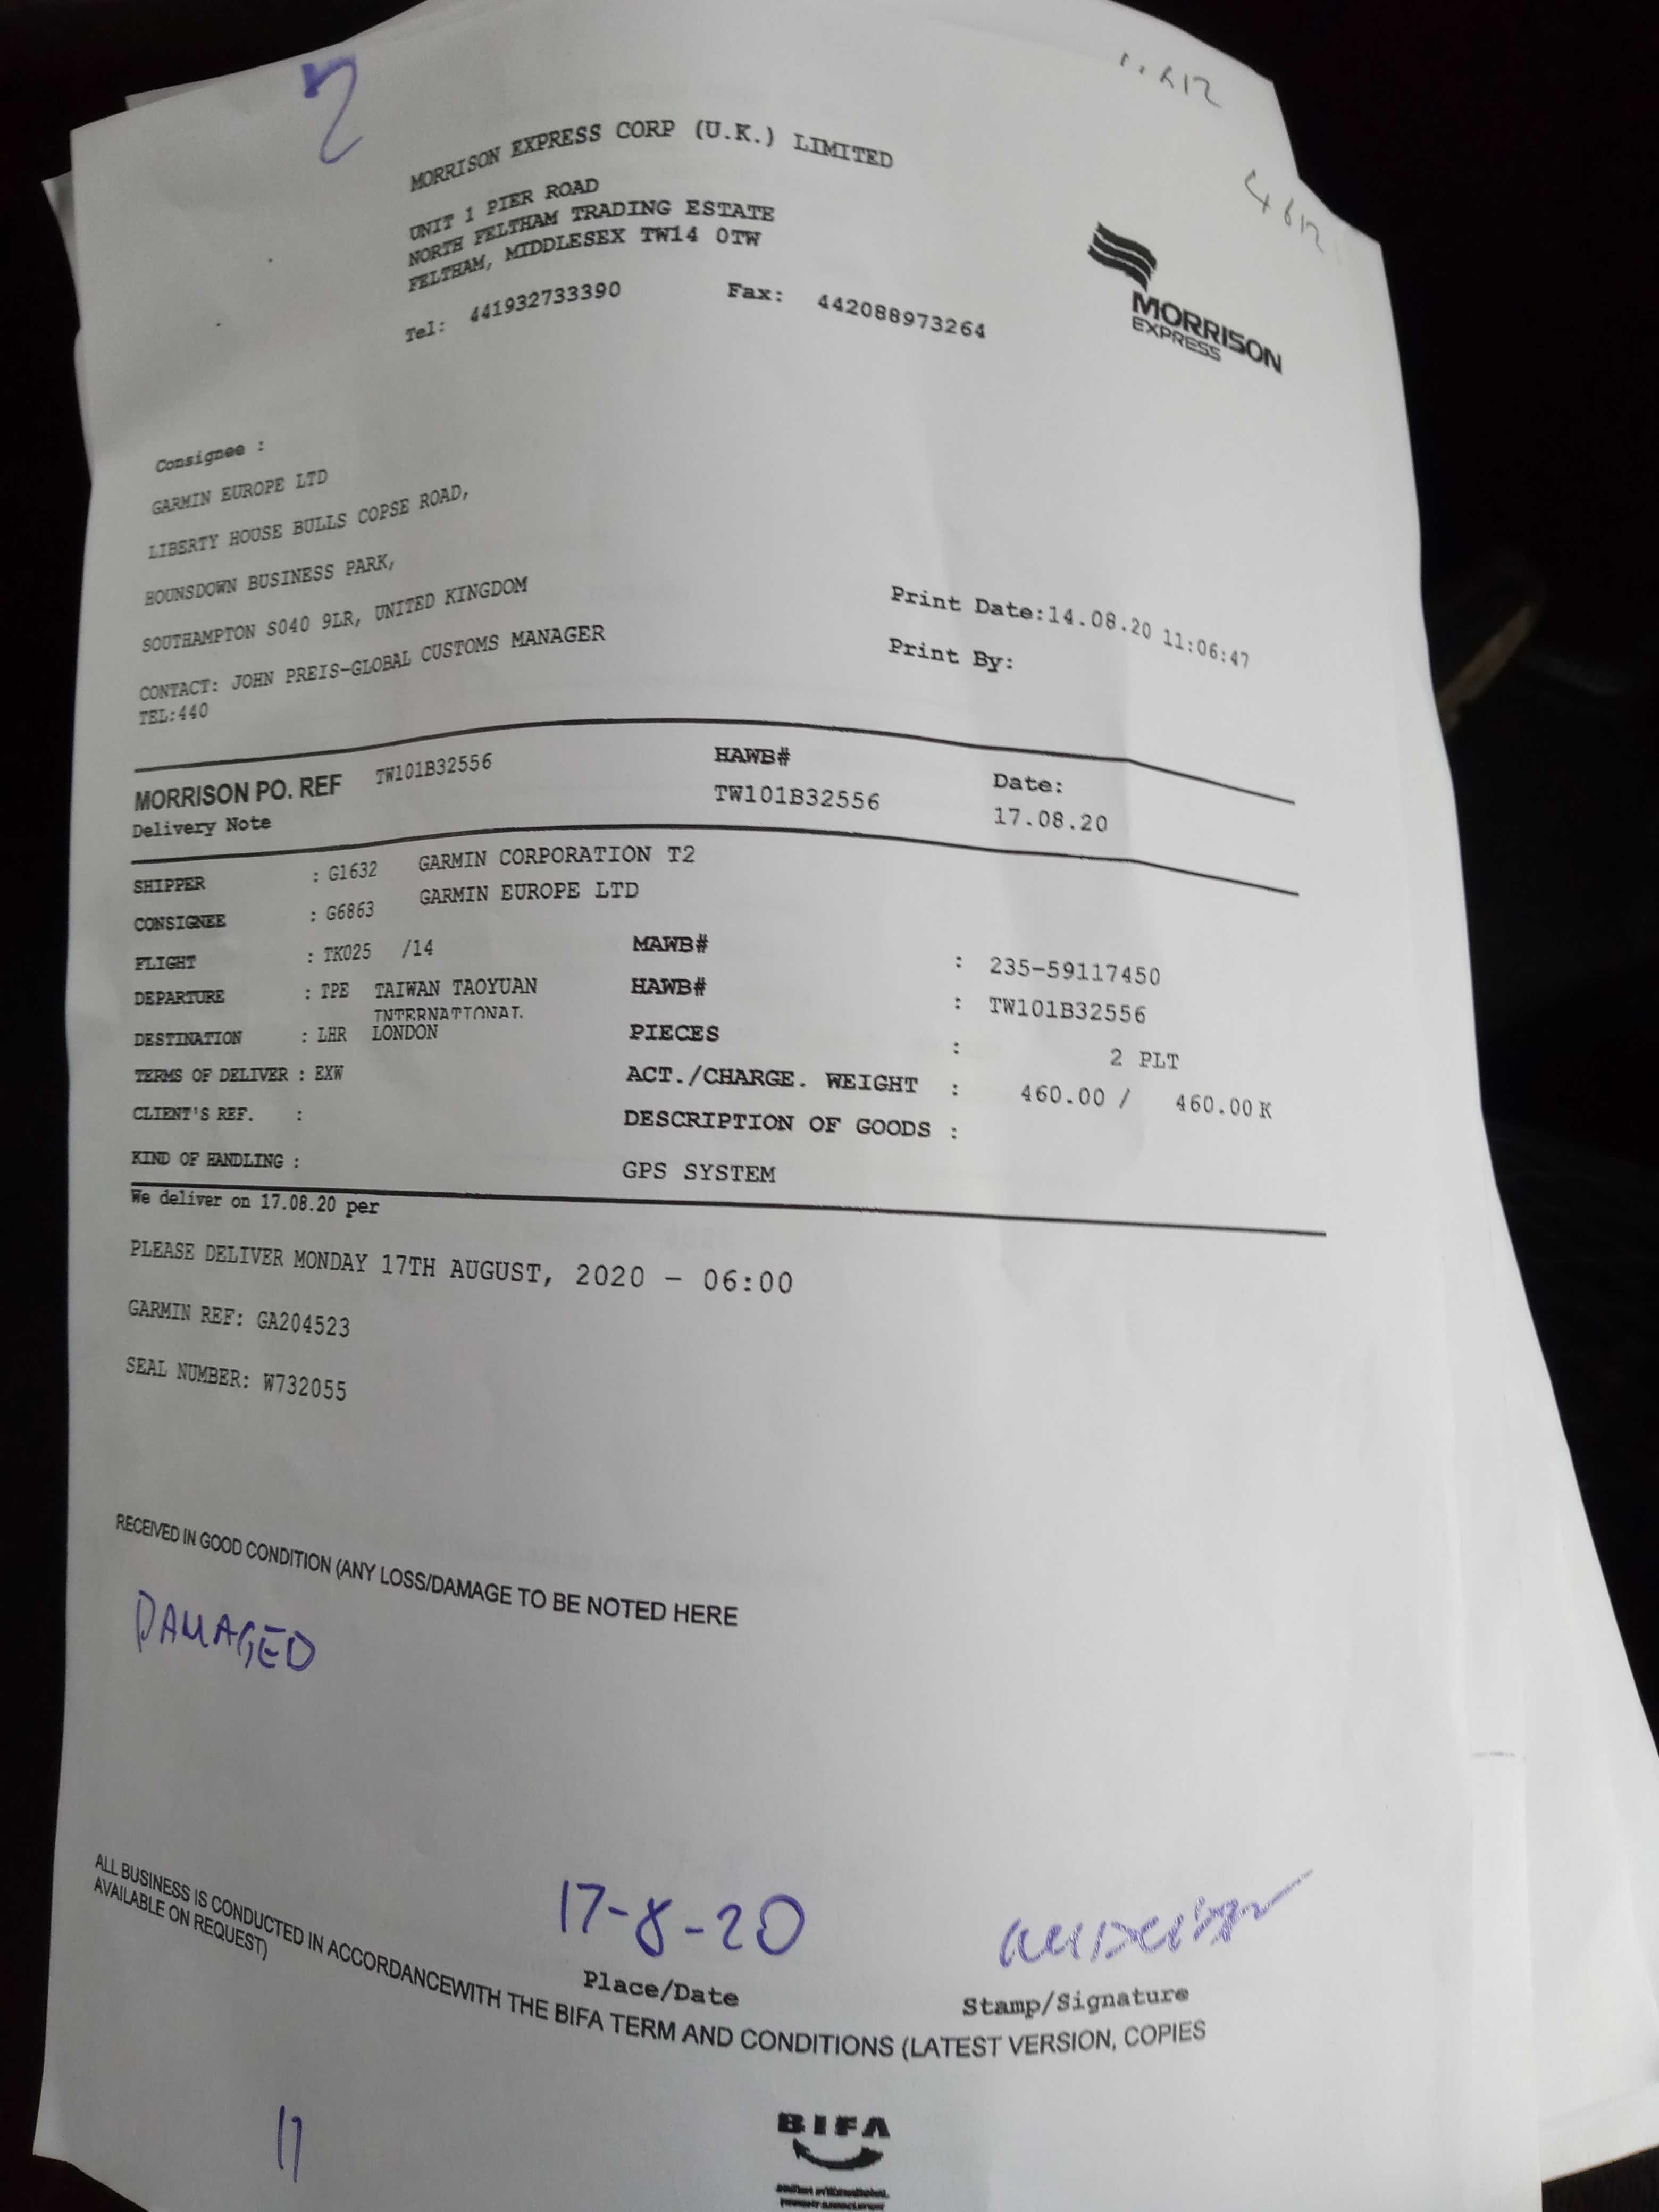 2
MORRISON EXPRESS CORP (U.K.) LIMITED
UNIT 1 PIER ROAD
NORTH FELTHAM TRADING ESTATE
FELTHAM, MIDDLESEX TW14 0TW
Tel: 441932733390 Fax: 442088973264
MORRISON
EXPRESS
Consignee :
GARMIN EUROPE LTD
LIBERTY HOUSE BULLS COPSE ROAD,
HOUNSDOWN BUSINESS PARK,
SOUTHAMPTON SO40 9LR, UNITED KINGDOM
CONTACT: JOHN PREIS-GLOBAL CUSTOMS MANAGER
TEL:440
Print Date:14.08.20 11:06:47
Print By:
MORRISON PO. REF TW101B32556 HAWB# Date:
Delivery Note TW101B32556 17.08.20
SHIPPER : G1632 GARMIN CORPORATION T2
CONSIGNEE : G6863 GARMIN EUROPE LTD
FLIGHT : TK025 /14 MAWB# : 235-59117450
DEPARTURE : TPE TAIWAN TAOYUAN HAWB# : TW101B32556
INTERNATIONAL
DESTINATION : LHR LONDON PIECES : 2 PLT
TERMS OF DELIVER : EXW ACT./CHARGE. WEIGHT : 460.00 / 460.00 K
CLIENT'S REF. : DESCRIPTION OF GOODS :
KIND OF HANDLING : GPS SYSTEM
We deliver on 17.08.20 per
PLEASE DELIVER MONDAY 17TH AUGUST, 2020 - 06:00
GARMIN REF: GA204523
SEAL NUMBER: W732055
RECEIVED IN GOOD CONDITION (ANY LOSS/DAMAGE TO BE NOTED HERE
DAMAGED
17-8-20
Place/Date Stamp/Signature
ALL BUSINESS IS CONDUCTED IN ACCORDANCEWITH THE BIFA TERM AND CONDITIONS (LATEST VERSION, COPIES
AVAILABLE ON REQUEST)
17
BIFA